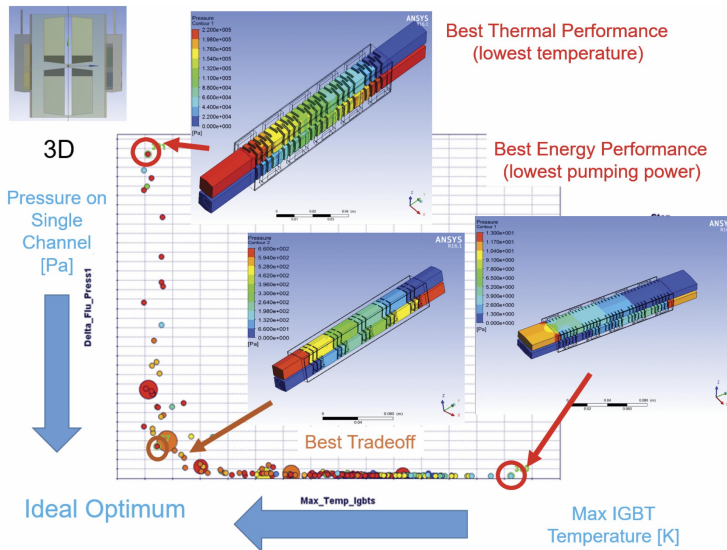 Pressure
Contour 1
2.200e+005
1.980e+005
1.760e+005
1.540e+005
1.320e+005
1.100e+005
8.800e+004
6.600e+004
4.400e+004
2.200e+004
0.000e+000
[Pa]
ANSYS
Best Thermal Performance
(lowest temperature)
3D
Pressure on
Single
Channel
[Pa]
Best Energy Performance
(lowest pumping power)
Pressure
Contour 2
6.600e+002
5.940e+002
5.280e+002
4.620e+002
3.960e+002
3.300e+002
2.640e+002
1.980e+002
1.320e+002
6.600e+001
0.000e+000
[Pa]
ANSYS
R16.1
Pressure
Contour 1
1.300e+001
1.170e+001
1.040e+001
9.100e+000
7.800e+000
6.500e+000
5.200e+000
3.900e+000
2.600e+000
1.300e+000
0.000e+000
[Pa]
ANSYS
Delta_Flu_Press1
Best Tradeoff
Ideal Optimum
Max_Temp_Igbts
Max IGBT
Temperature [K]